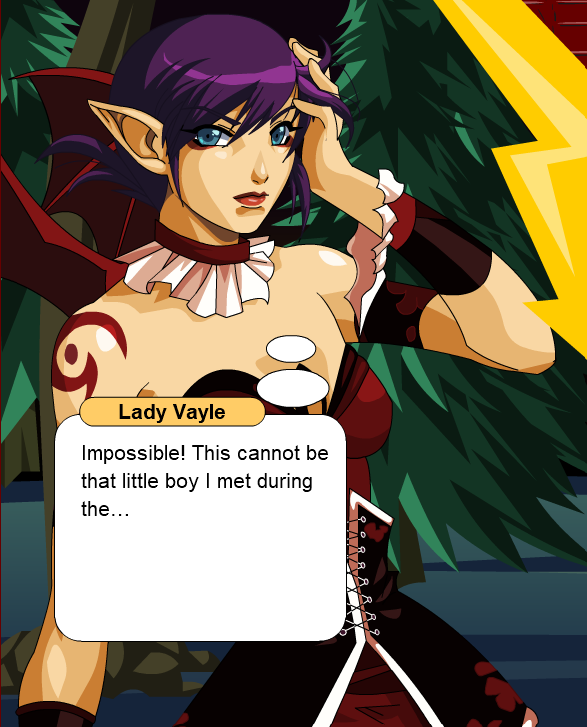 Lady Vayle
Impossible! This cannot be
that little boy I met during
the…